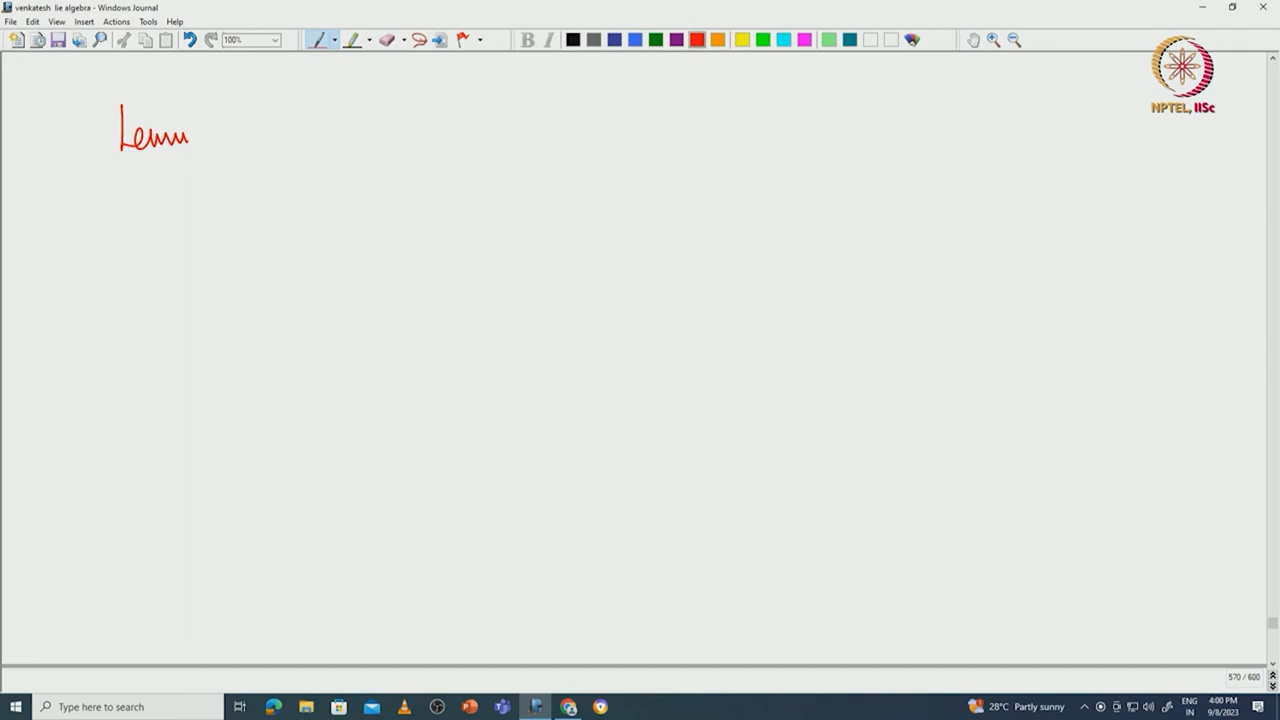 venkatesh lie algebra - Windows Journal
File Edit View Insert Actions Tools Help
100%
B I
NPTEL, IISc
Lemm
570 / 600
Type here to search
28°C Partly sunny
ENG
IN
4:00 PM
9/8/2023